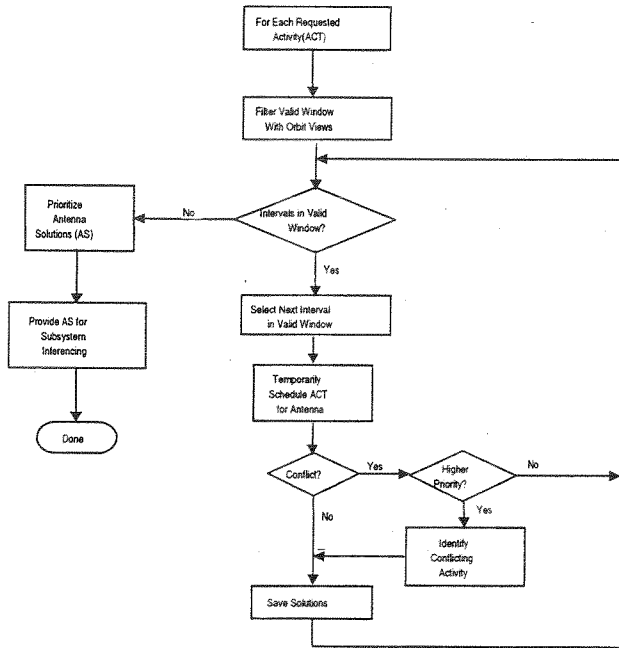 For Each Requested
Activity(ACT)
Filter Valid Window
With Orbit Views
Prioritize
Antenna
Solutions (AS)
No
Intervals in Valid
Window?
Yes
Provide AS for
Subsystem
Inferencing
Select Next Interval
in Valid Window
Temporarily
Schedule ACT
for Antenna
Done
Conflict?
Yes
Higher
Priority?
No
No
Yes
Identify
Conflicting
Activity
Save Solutions